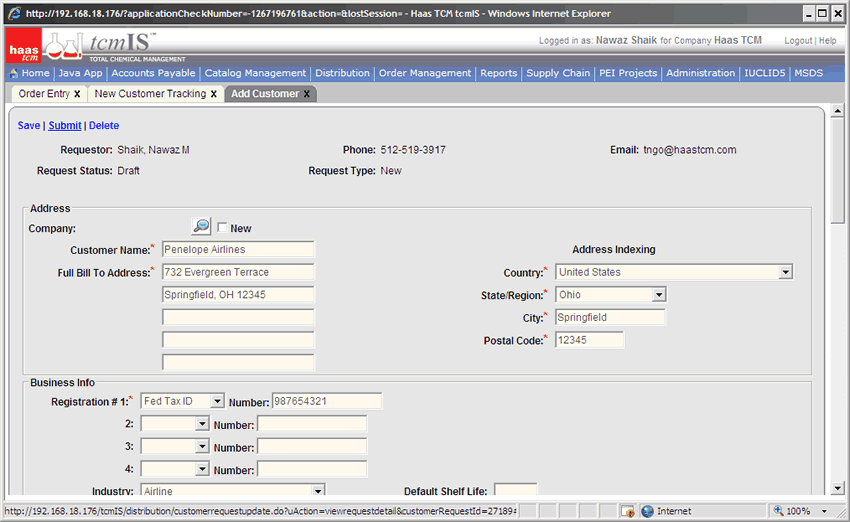 http://192.168.18.176/?applicationCheckNumber=-1267196761&action=&lostSession= - Haas TCM tcmIS - Windows Internet Explorer
haas tcm tcmIS TOTAL CHEMICAL MANAGEMENT
Logged in as: Nawaz Shaik for Company Haas TCM Logout | Help
Home | Java App | Accounts Payable | Catalog Management | Distribution | Order Management | Reports | Supply Chain | PEI Projects | Administration | IUCLID5 | MSDS
Order Entry x New Customer Tracking x Add Customer x
Save | Submit | Delete
Requestor: Shaik, Nawaz M Phone: 512-519-3917 Email: tngo@haastcm.com
Request Status: Draft Request Type: New
Address
Company: New
Customer Name:* Penelope Airlines Address Indexing
Full Bill To Address:* 732 Evergreen Terrace Country:* United States
Springfield, OH 12345 State/Region:* Ohio
City:* Springfield
Postal Code:* 12345
Business Info
Registration # 1:* Fed Tax ID Number: 987654321
2: Number:
3: Number:
4: Number:
Industry: Airline Default Shelf Life:
http://192.168.18.176/tcmIS/distribution/customerrequestupdate.do?uAction=viewrequestdetail&customerRequestId=27189 Internet 100%